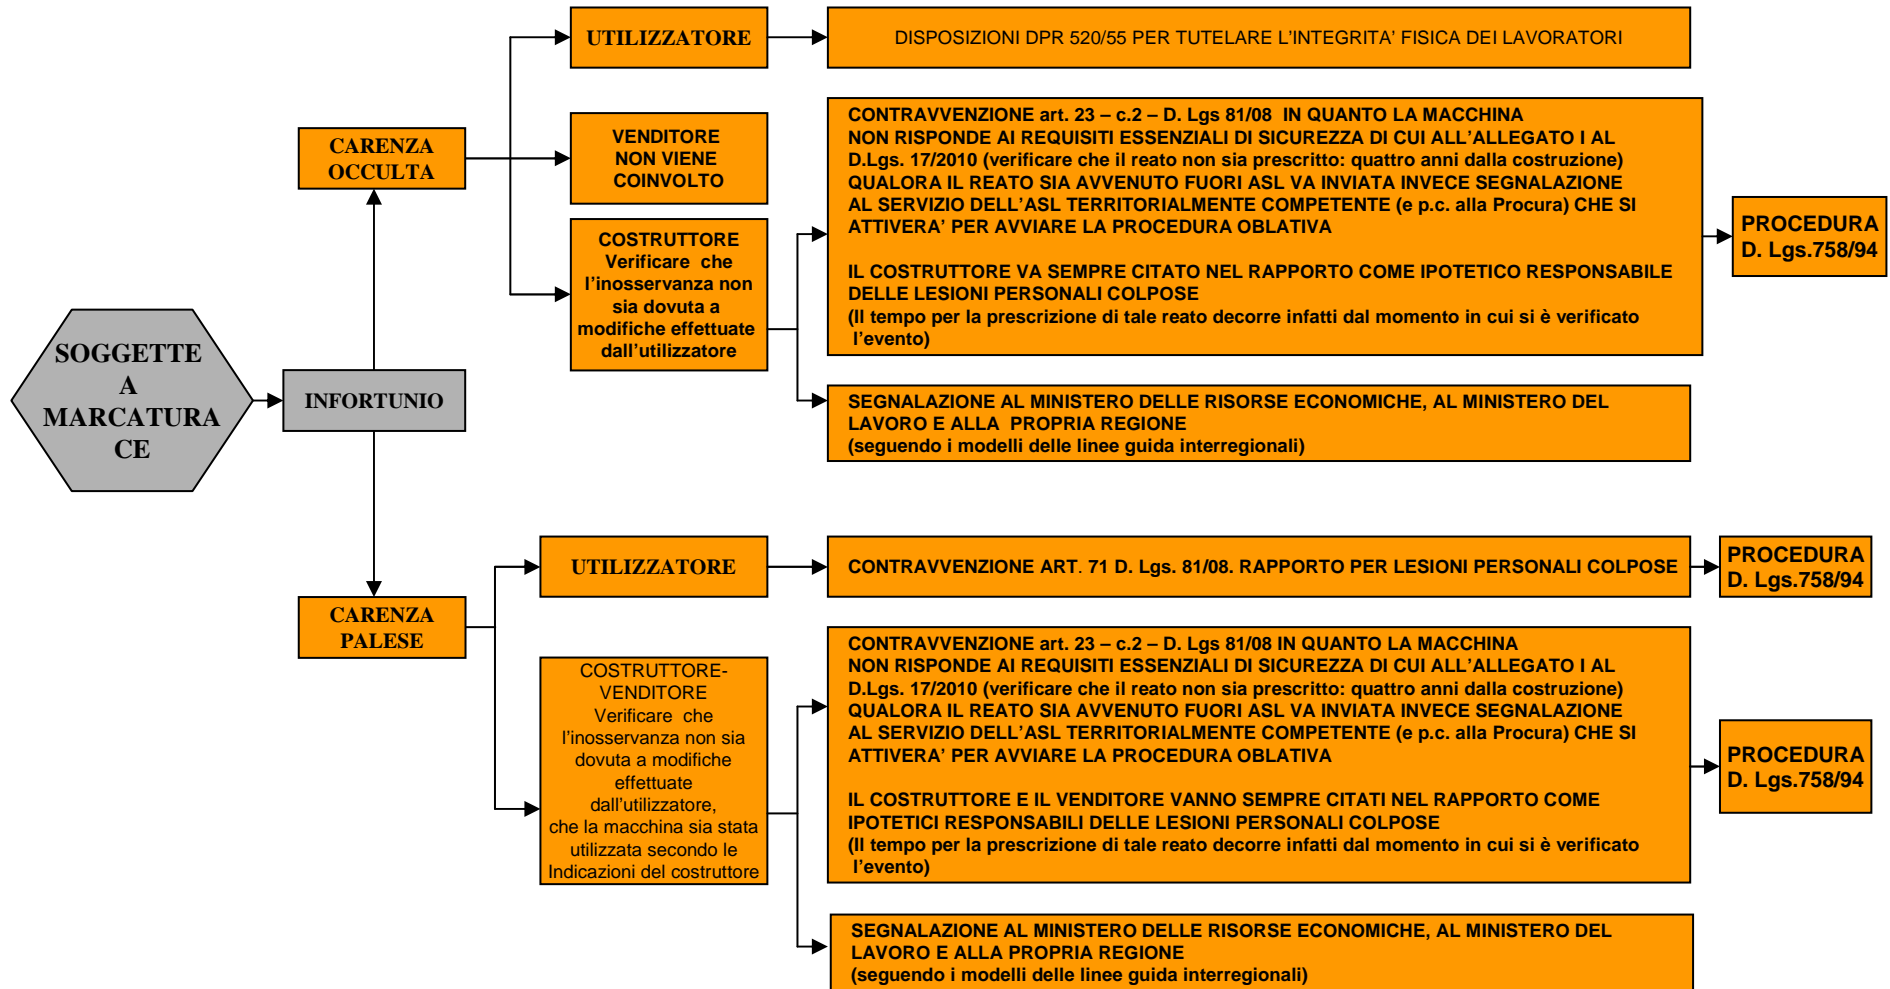 SOGGETTE
A
MARCATURA
CE
INFORTUNIO
CARENZA
OCCULTA
UTILIZZATORE
DISPOSIZIONI DPR 520/55 PER TUTELARE L'INTEGRITA' FISICA DEI LAVORATORI
VENDITORE
NON VIENE
COINVOLTO
COSTRUTTORE
Verificare che
l'inosservanza non
sia dovuta a
modifiche effettuate
dall'utilizzatore
CONTRAVVENZIONE art. 23 – c.2 – D. Lgs 81/08 IN QUANTO LA MACCHINA
NON RISPONDE AI REQUISITI ESSENZIALI DI SICUREZZA DI CUI ALL'ALLEGATO I AL
D.Lgs. 17/2010 (verificare che il reato non sia prescritto: quattro anni dalla costruzione)
QUALORA IL REATO SIA AVVENUTO FUORI ASL VA INVIATA INVECE SEGNALAZIONE
AL SERVIZIO DELL'ASL TERRITORIALMENTE COMPETENTE (e p.c. alla Procura) CHE SI
ATTIVERA' PER AVVIARE LA PROCEDURA OBLATIVA
IL COSTRUTTORE VA SEMPRE CITATO NEL RAPPORTO COME IPOTETICO RESPONSABILE
DELLE LESIONI PERSONALI COLPOSE
(Il tempo per la prescrizione di tale reato decorre infatti dal momento in cui si è verificato
l'evento)
PROCEDURA
D. Lgs.758/94
SEGNALAZIONE AL MINISTERO DELLE RISORSE ECONOMICHE, AL MINISTERO DEL
LAVORO E ALLA PROPRIA REGIONE
(seguendo i modelli delle linee guida interregionali)
CARENZA
PALESE
UTILIZZATORE
CONTRAVVENZIONE ART. 71 D. Lgs. 81/08. RAPPORTO PER LESIONI PERSONALI COLPOSE
PROCEDURA
D. Lgs.758/94
COSTRUTTORE-
VENDITORE
Verificare che
l'inosservanza non sia
dovuta a modifiche
effettuate
dall'utilizzatore,
che la macchina sia stata
utilizzata secondo le
Indicazioni del costruttore
CONTRAVVENZIONE art. 23 – c.2 – D. Lgs 81/08 IN QUANTO LA MACCHINA
NON RISPONDE AI REQUISITI ESSENZIALI DI SICUREZZA DI CUI ALL'ALLEGATO I AL
D.Lgs. 17/2010 (verificare che il reato non sia prescritto: quattro anni dalla costruzione)
QUALORA IL REATO SIA AVVENUTO FUORI ASL VA INVIATA INVECE SEGNALAZIONE
AL SERVIZIO DELL'ASL TERRITORIALMENTE COMPETENTE (e p.c. alla Procura) CHE SI
ATTIVERA' PER AVVIARE LA PROCEDURA OBLATIVA
IL COSTRUTTORE E IL VENDITORE VANNO SEMPRE CITATI NEL RAPPORTO COME
IPOTETICI RESPONSABILI DELLE LESIONI PERSONALI COLPOSE
(Il tempo per la prescrizione di tale reato decorre infatti dal momento in cui si è verificato
l'evento)
PROCEDURA
D. Lgs.758/94
SEGNALAZIONE AL MINISTERO DELLE RISORSE ECONOMICHE, AL MINISTERO DEL
LAVORO E ALLA PROPRIA REGIONE
(seguendo i modelli delle linee guida interregionali)